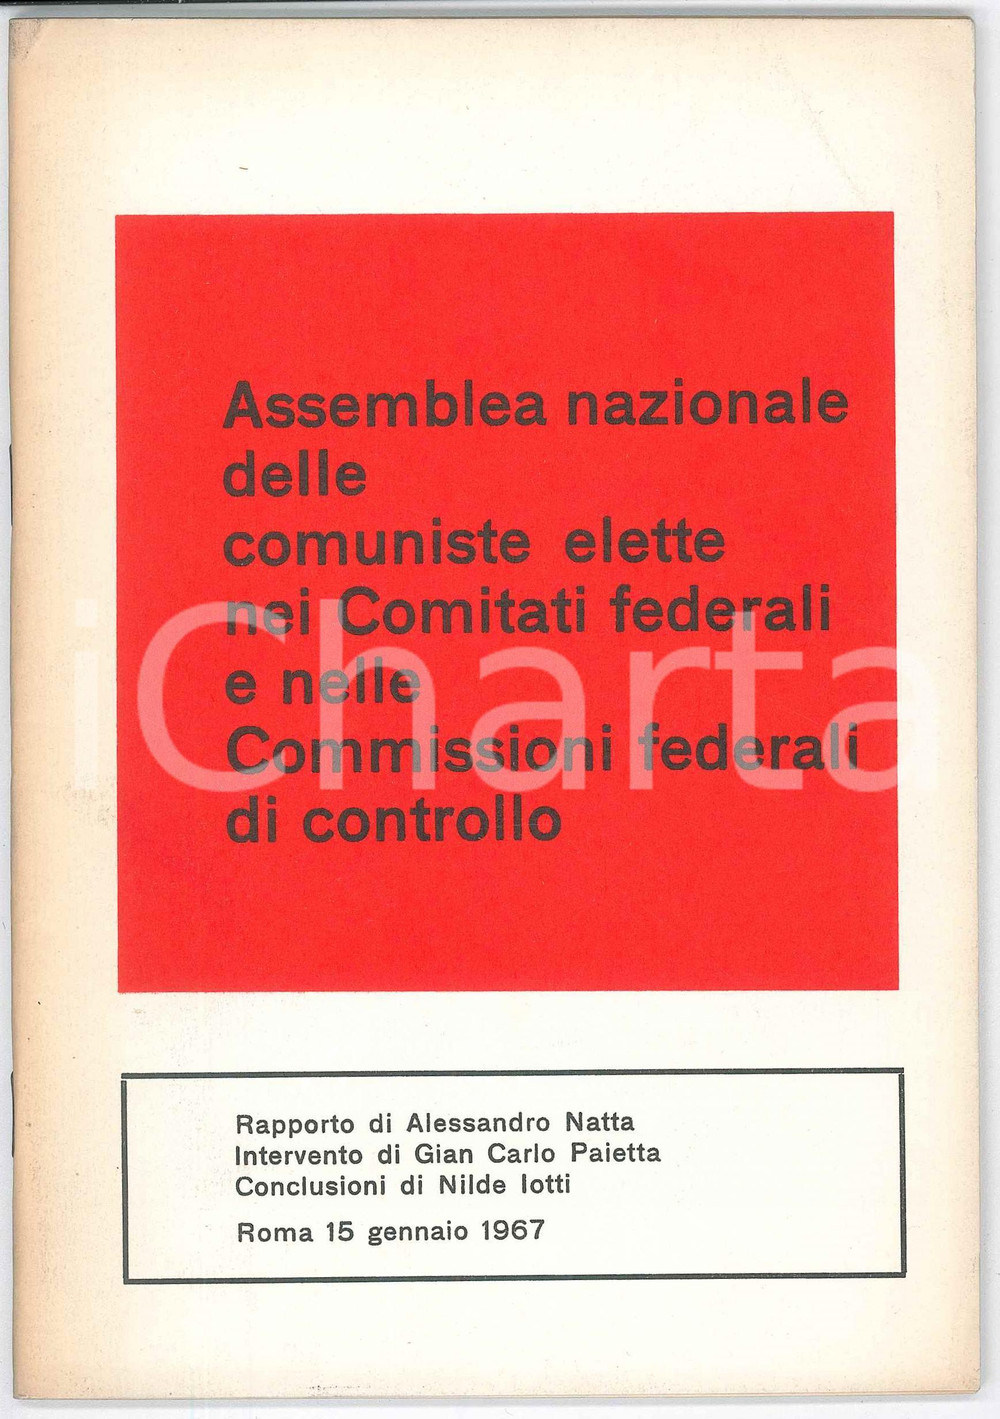 Assemblea nazionale
delle
comuniste elette
nei Comitati federali
e nelle
Commissioni federali
di controllo
iCharta
Rapporto di Alessandro Natta
Intervento di Gian Carlo Paietta
Conclusioni di Nilde Iotti
Roma 15 gennaio 1967